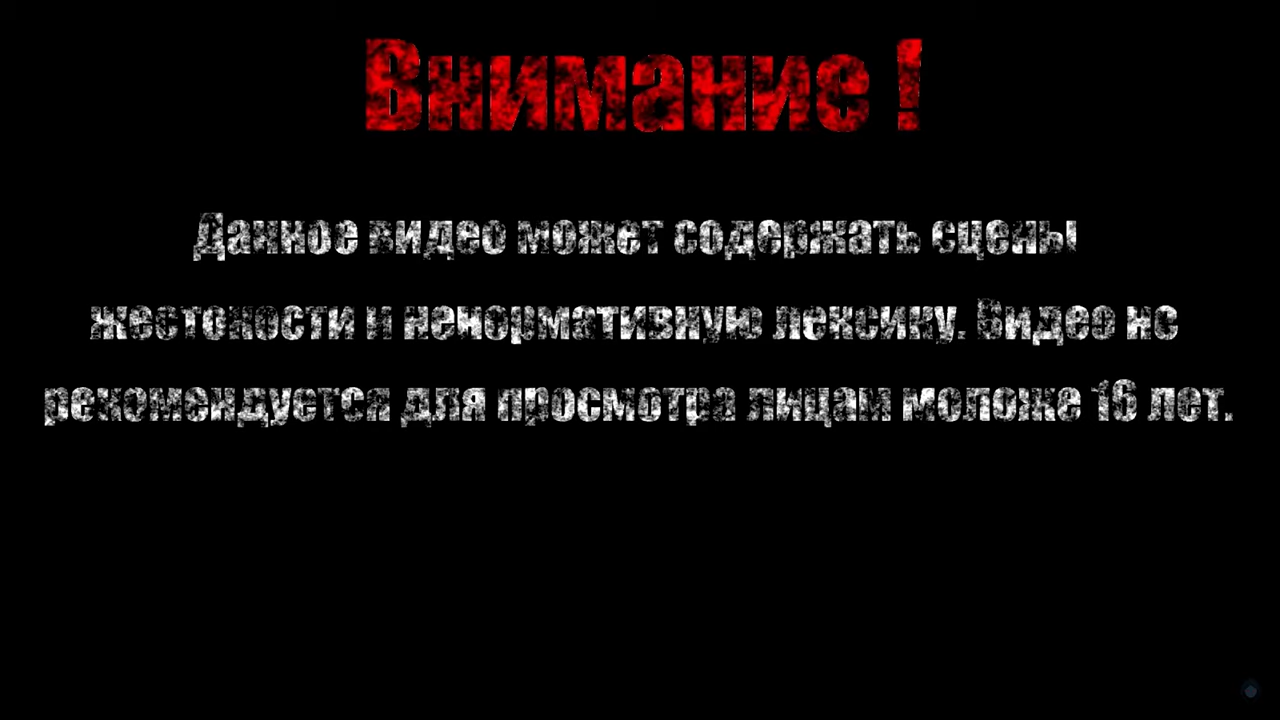 Внимание !
Данное видео может содержать сцены
жестокости и ненормативную лексику. Видео не
рекомендуется для просмотра лицам моложе 16 лет.